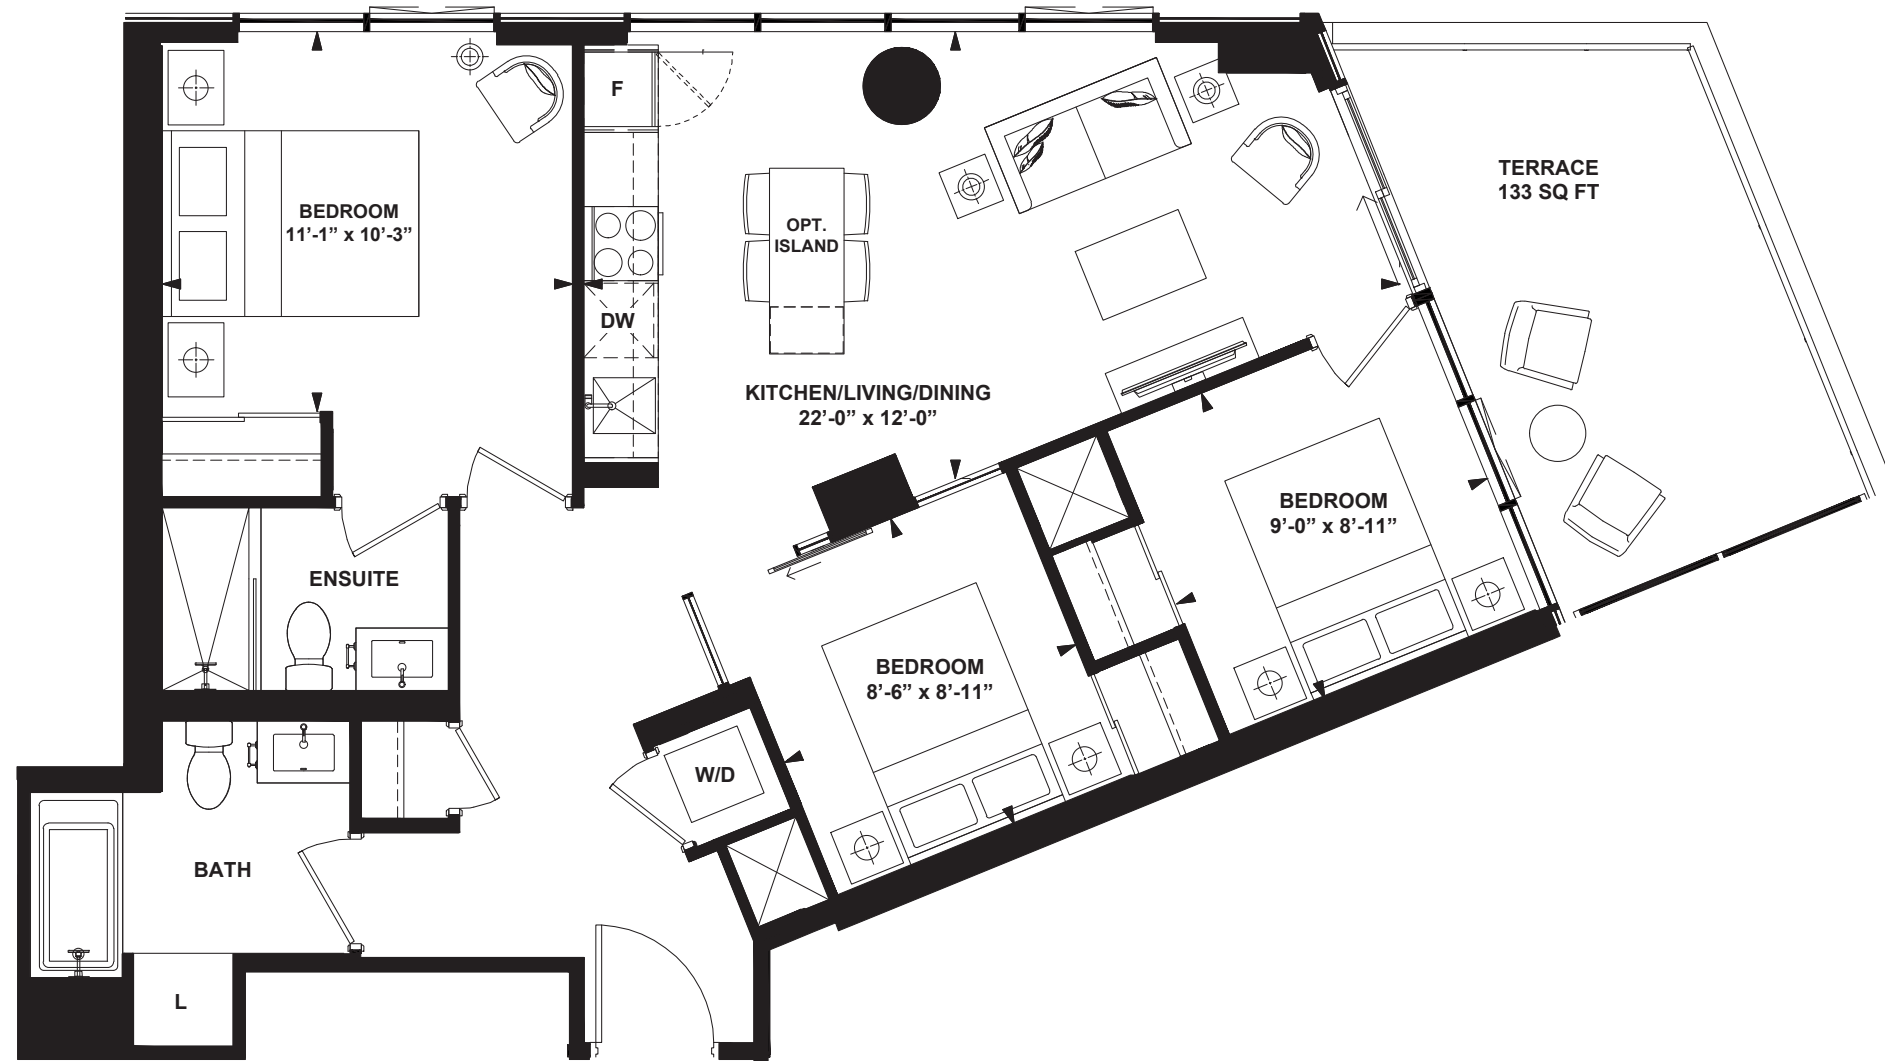 F
TERRACE
133 SQ FT
BEDROOM
11’-1” x 10’-3”
OPT.
ISLAND
DW
KITCHEN/LIVING/DINING
22’-0” x 12’-0”
BEDROOM
9’-0” x 8’-11”
ENSUITE
BEDROOM
8’-6” x 8’-11”
W/D
BATH
L